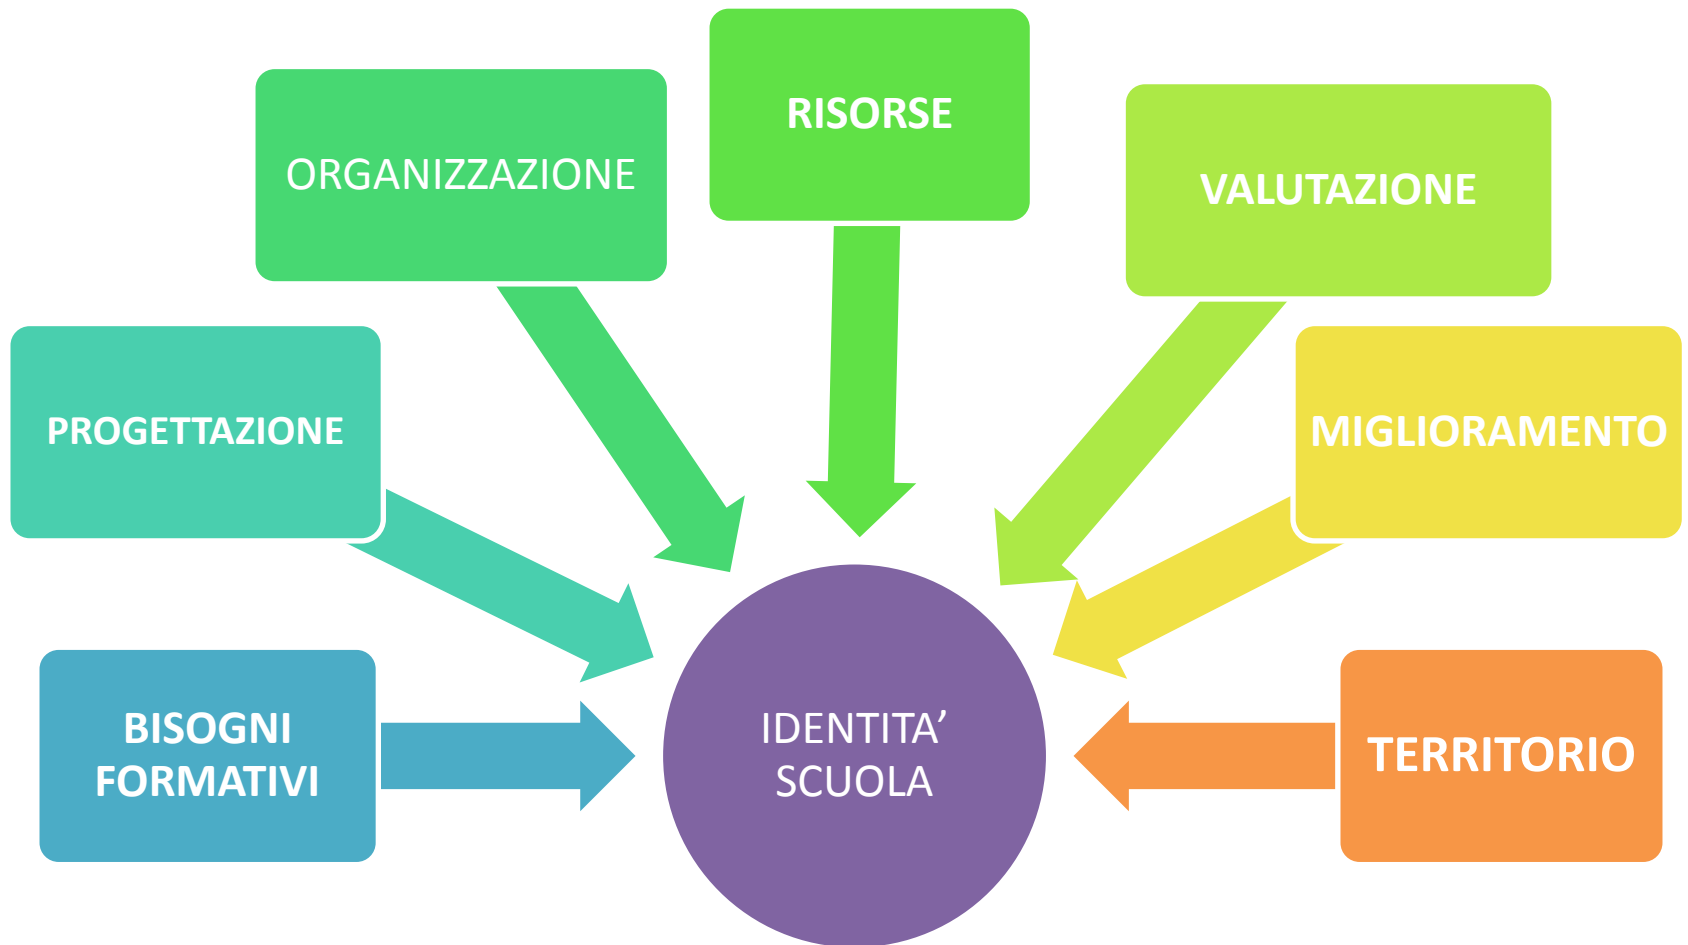 RISORSE
ORGANIZZAZIONE
VALUTAZIONE
PROGETTAZIONE
MIGLIORAMENTO
BISOGNI
FORMATIVI
IDENTITA’
SCUOLA
TERRITORIO